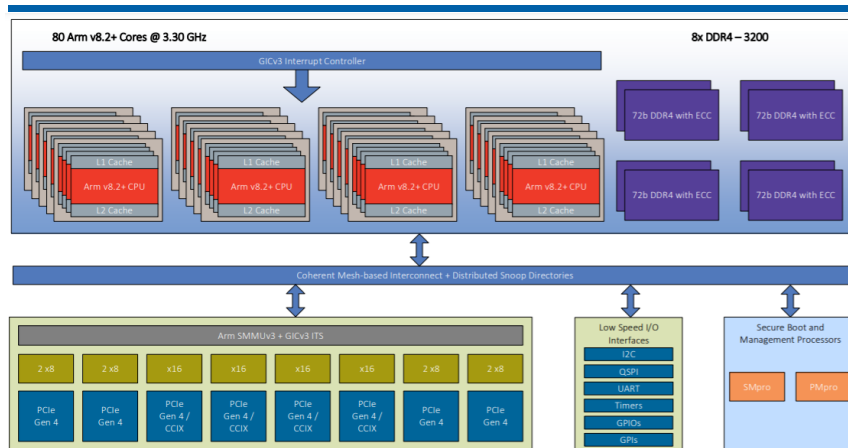 80 Arm v8.2+ Cores @ 3.30 GHz
8x DDR4 – 3200
GICv3 Interrupt Controller
72b DDR4 with ECC
72b DDR4 with ECC
L1 Cache
L1 Cache
L1 Cache
L1 Cache
Arm v8.2+ CPU
Arm v8.2+ CPU
Arm v8.2+ CPU
Arm v8.2+ CPU
72b DDR4 with ECC
72b DDR4 with ECC
L2 Cache
L2 Cache
L2 Cache
L2 Cache
Coherent Mesh-based Interconnect + Distributed Snoop Directories
Arm SMMUv3 + GICv3 ITS
2 x8
2 x8
x16
x16
x16
x16
2 x8
2 x8
PCIe
Gen 4
PCIe
Gen 4
PCIe
Gen 4 /
CCIX
PCIe
Gen 4 /
CCIX
PCIe
Gen 4 /
CCIX
PCIe
Gen 4 /
CCIX
PCIe
Gen 4
PCIe
Gen 4
Low Speed I/O
Interfaces
I2C
QSPI
UART
Timers
GPIOs
GPIs
Secure Boot and
Management Processors
SMpro
PMpro